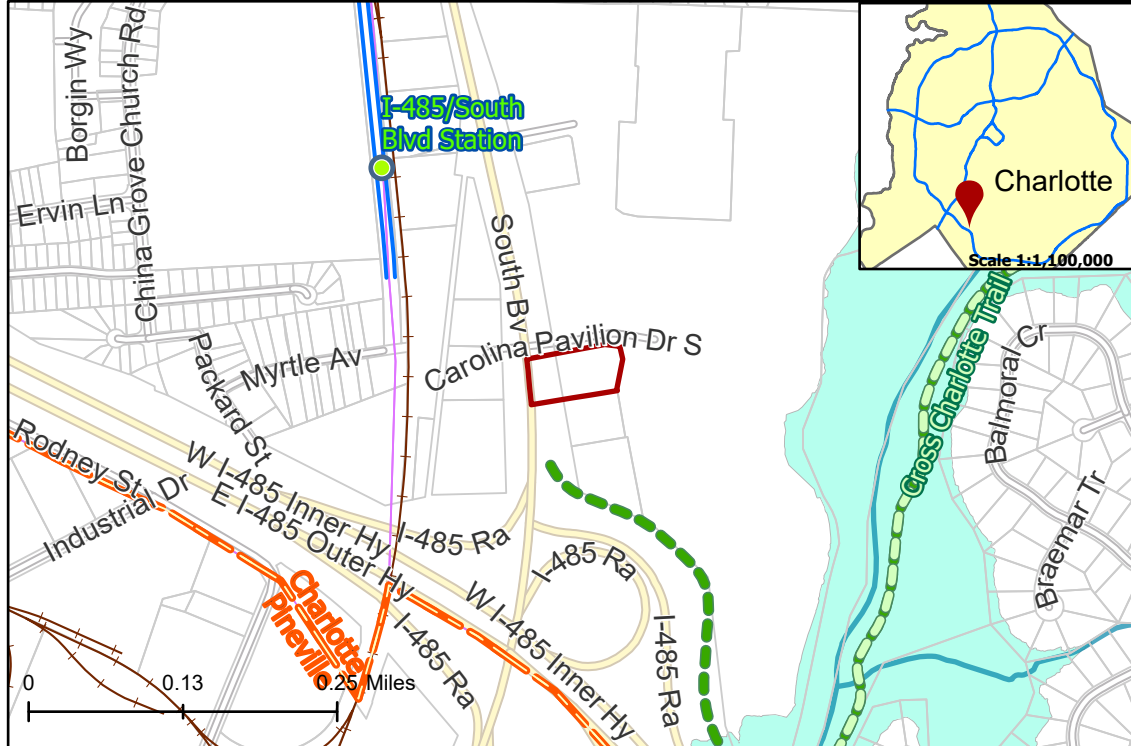 Borgin Wy
China Grove Church Rd
I-485/South
Blvd Station
Ervin Ln
South Bv
Charlotte
Scale 1:1,100,000
Packard St
Myrtle Av
Carolina Pavilion Dr S
Cross Charlotte Trail
Balmoral Cr
Braemar Tr
Rodney St
Industrial Dr
W I-485 Inner Hy
E I-485 Outer Hy
I-485 Ra
I-485 Ra
W I-485 Inner Hy
I-485 Ra
I-485 Ra
Charlotte
Pineville
0
0.13
0.25 Miles